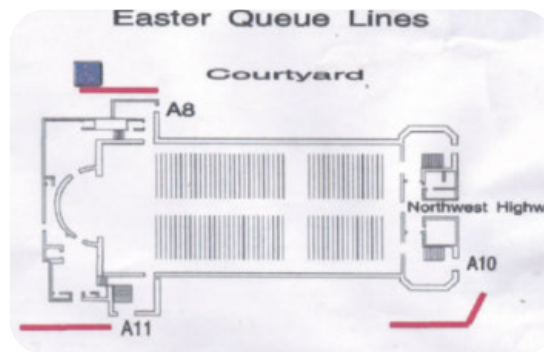 Easter Queue Lines
Courtyard
A8
Northwest Highw
A10
A11